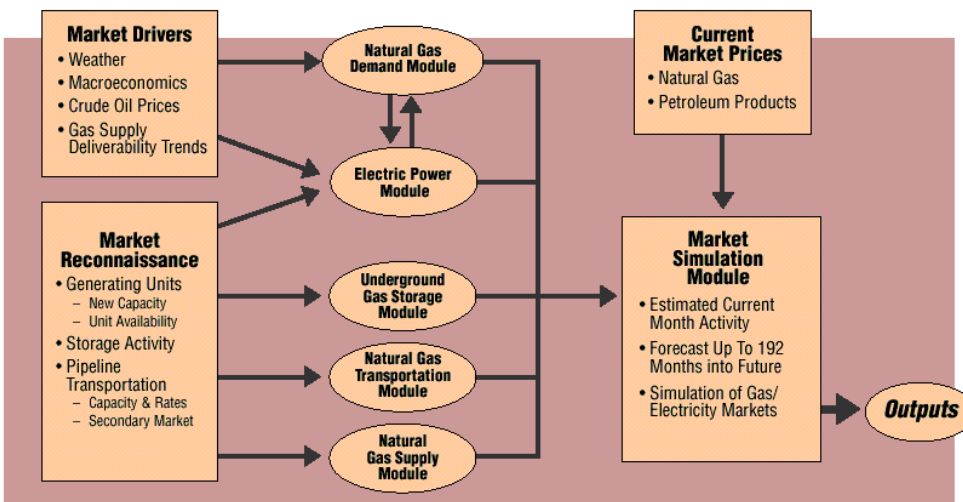 Market Drivers
• Weather
• Macroeconomics
• Crude Oil Prices
• Gas Supply
Deliverability Trends
Market
Reconnaissance
• Generating Units
– New Capacity
– Unit Availability
• Storage Activity
• Pipeline
Transportation
– Capacity & Rates
– Secondary Market
Natural Gas
Demand Module
Electric Power
Module
Underground
Gas Storage
Module
Natural Gas
Transportation
Module
Natural
Gas Supply
Module
Current
Market Prices
• Natural Gas
• Petroleum Products
Market
Simulation
Module
• Estimated Current
Month Activity
• Forecast Up To 192
Months into Future
• Simulation of Gas/
Electricity Markets
Outputs